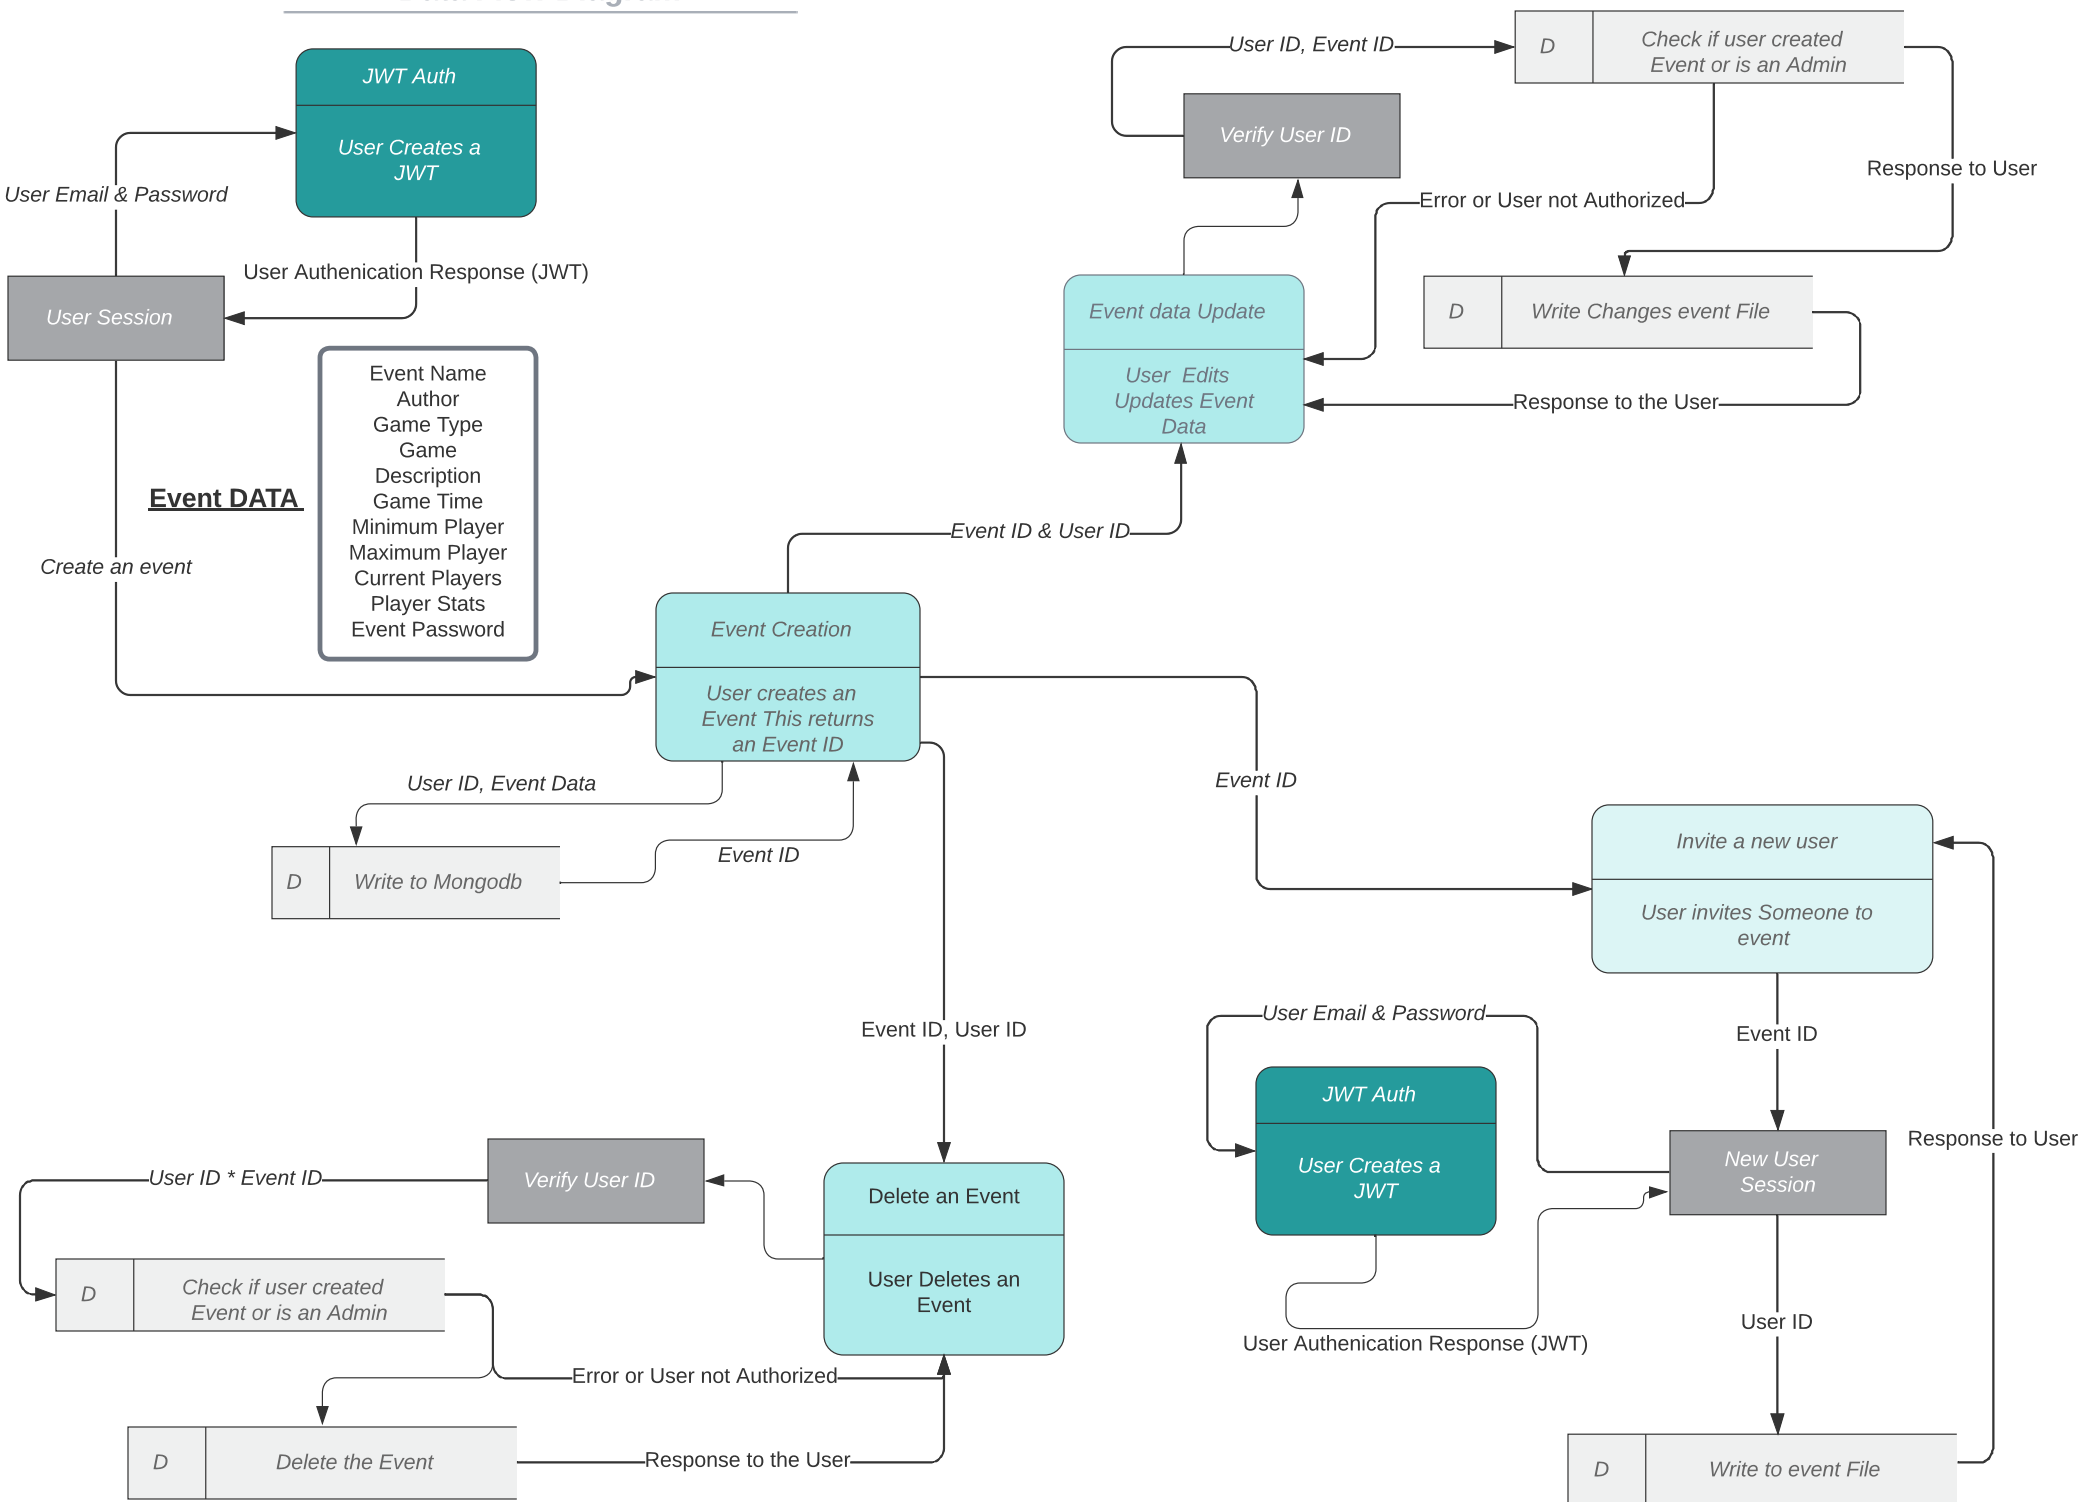 Data Flow Diagram
JWT Auth
User Creates a
JWT
User Email & Password
User Authenication Response (JWT)
User Session
Event DATA
Event Name
Author
Game Type
Game
Description
Game Time
Minimum Player
Maximum Player
Current Players
Player Stats
Event Password
Create an event
User ID, Event ID
D
Check if user created
Event or is an Admin
Verify User ID
Response to User
Error or User not Authorized
Event data Update
User Edits
Updates Event
Data
D
Write Changes event File
Response to the User
Event ID & User ID
Event Creation
User creates an
Event This returns
an Event ID
User ID, Event Data
Event ID
D
Write to Mongodb
Event ID
Invite a new user
User invites Someone to
event
Event ID, User ID
User Email & Password
Event ID
JWT Auth
User Creates a
JWT
New User
Session
Response to User
User Authenication Response (JWT)
User ID
D
Write to event File
Delete an Event
User Deletes an
Event
Verify User ID
User ID * Event ID
D
Check if user created
Event or is an Admin
Error or User not Authorized
D
Delete the Event
Response to the User